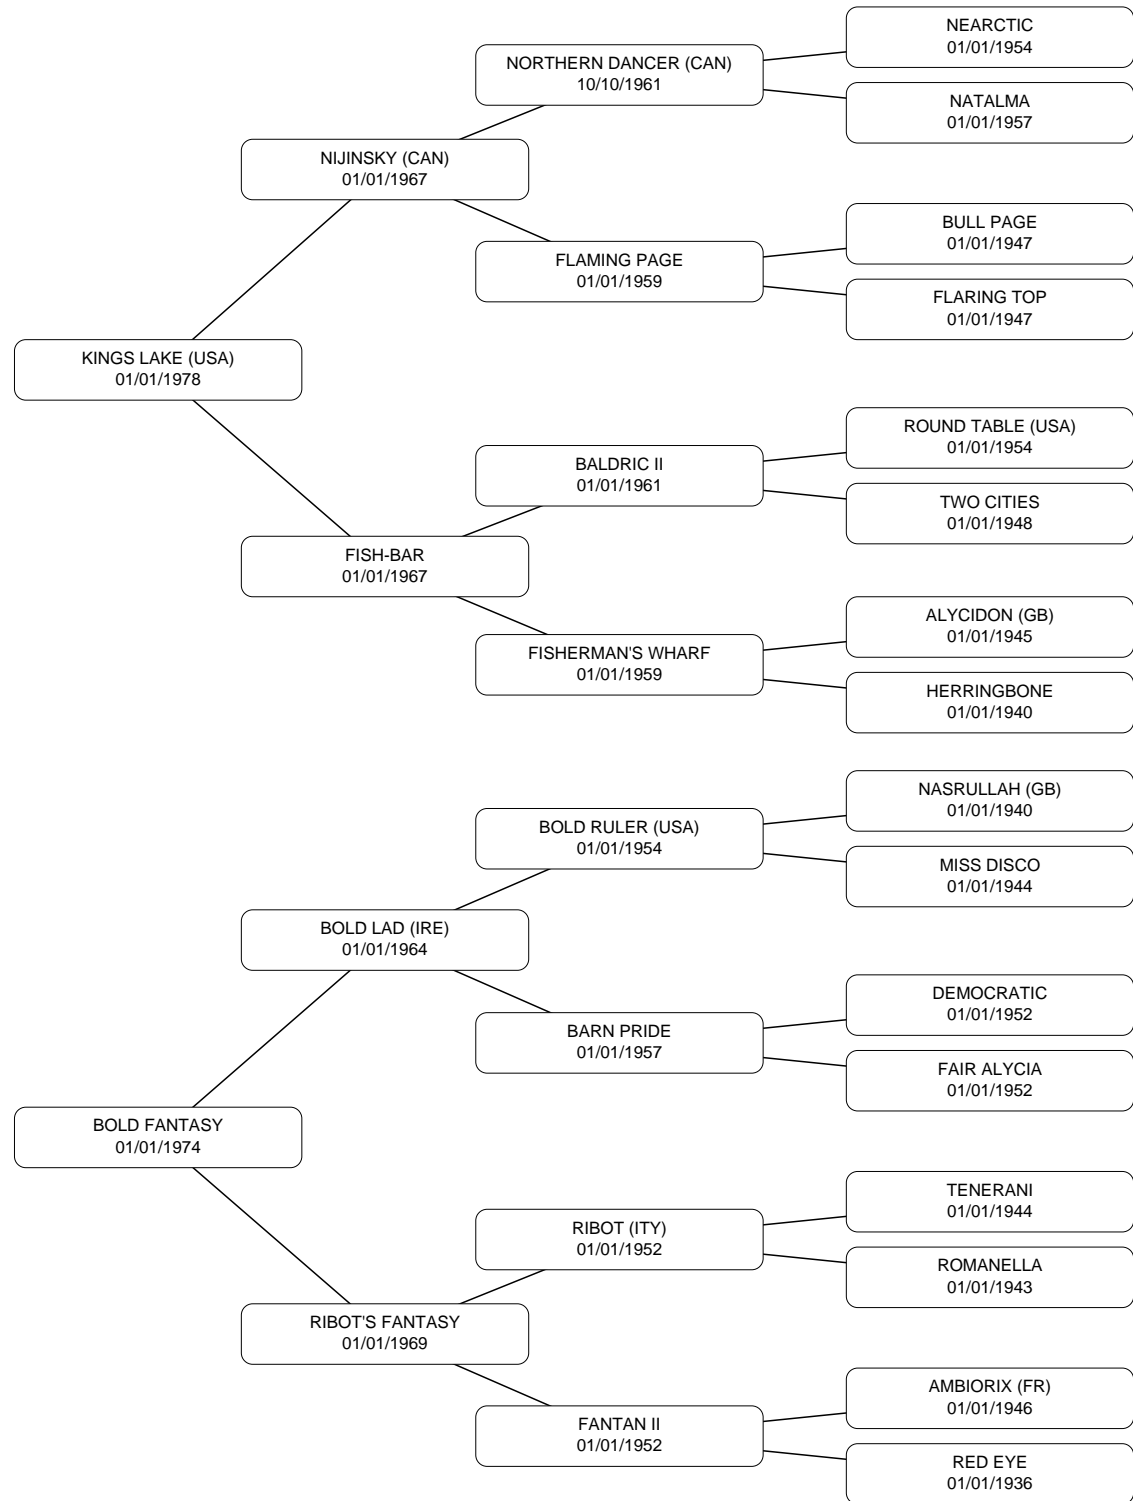 NEARCTIC
01/01/1954
NORTHERN DANCER (CAN)
10/10/1961
NATALMA
01/01/1957
NIJINSKY (CAN)
01/01/1967
BULL PAGE
01/01/1947
FLAMING PAGE
01/01/1959
FLARING TOP
01/01/1947
KINGS LAKE (USA)
01/01/1978
ROUND TABLE (USA)
01/01/1954
BALDRIC II
01/01/1961
TWO CITIES
01/01/1948
FISH-BAR
01/01/1967
ALYCIDON (GB)
01/01/1945
FISHERMAN'S WHARF
01/01/1959
HERRINGBONE
01/01/1940
NASRULLAH (GB)
01/01/1940
BOLD RULER (USA)
01/01/1954
MISS DISCO
01/01/1944
BOLD LAD (IRE)
01/01/1964
DEMOCRATIC
01/01/1952
BARN PRIDE
01/01/1957
FAIR ALYCIA
01/01/1952
BOLD FANTASY
01/01/1974
TENERANI
01/01/1944
RIBOT (ITY)
01/01/1952
ROMANELLA
01/01/1943
RIBOT'S FANTASY
01/01/1969
AMBIORIX (FR)
01/01/1946
FANTAN II
01/01/1952
RED EYE
01/01/1936